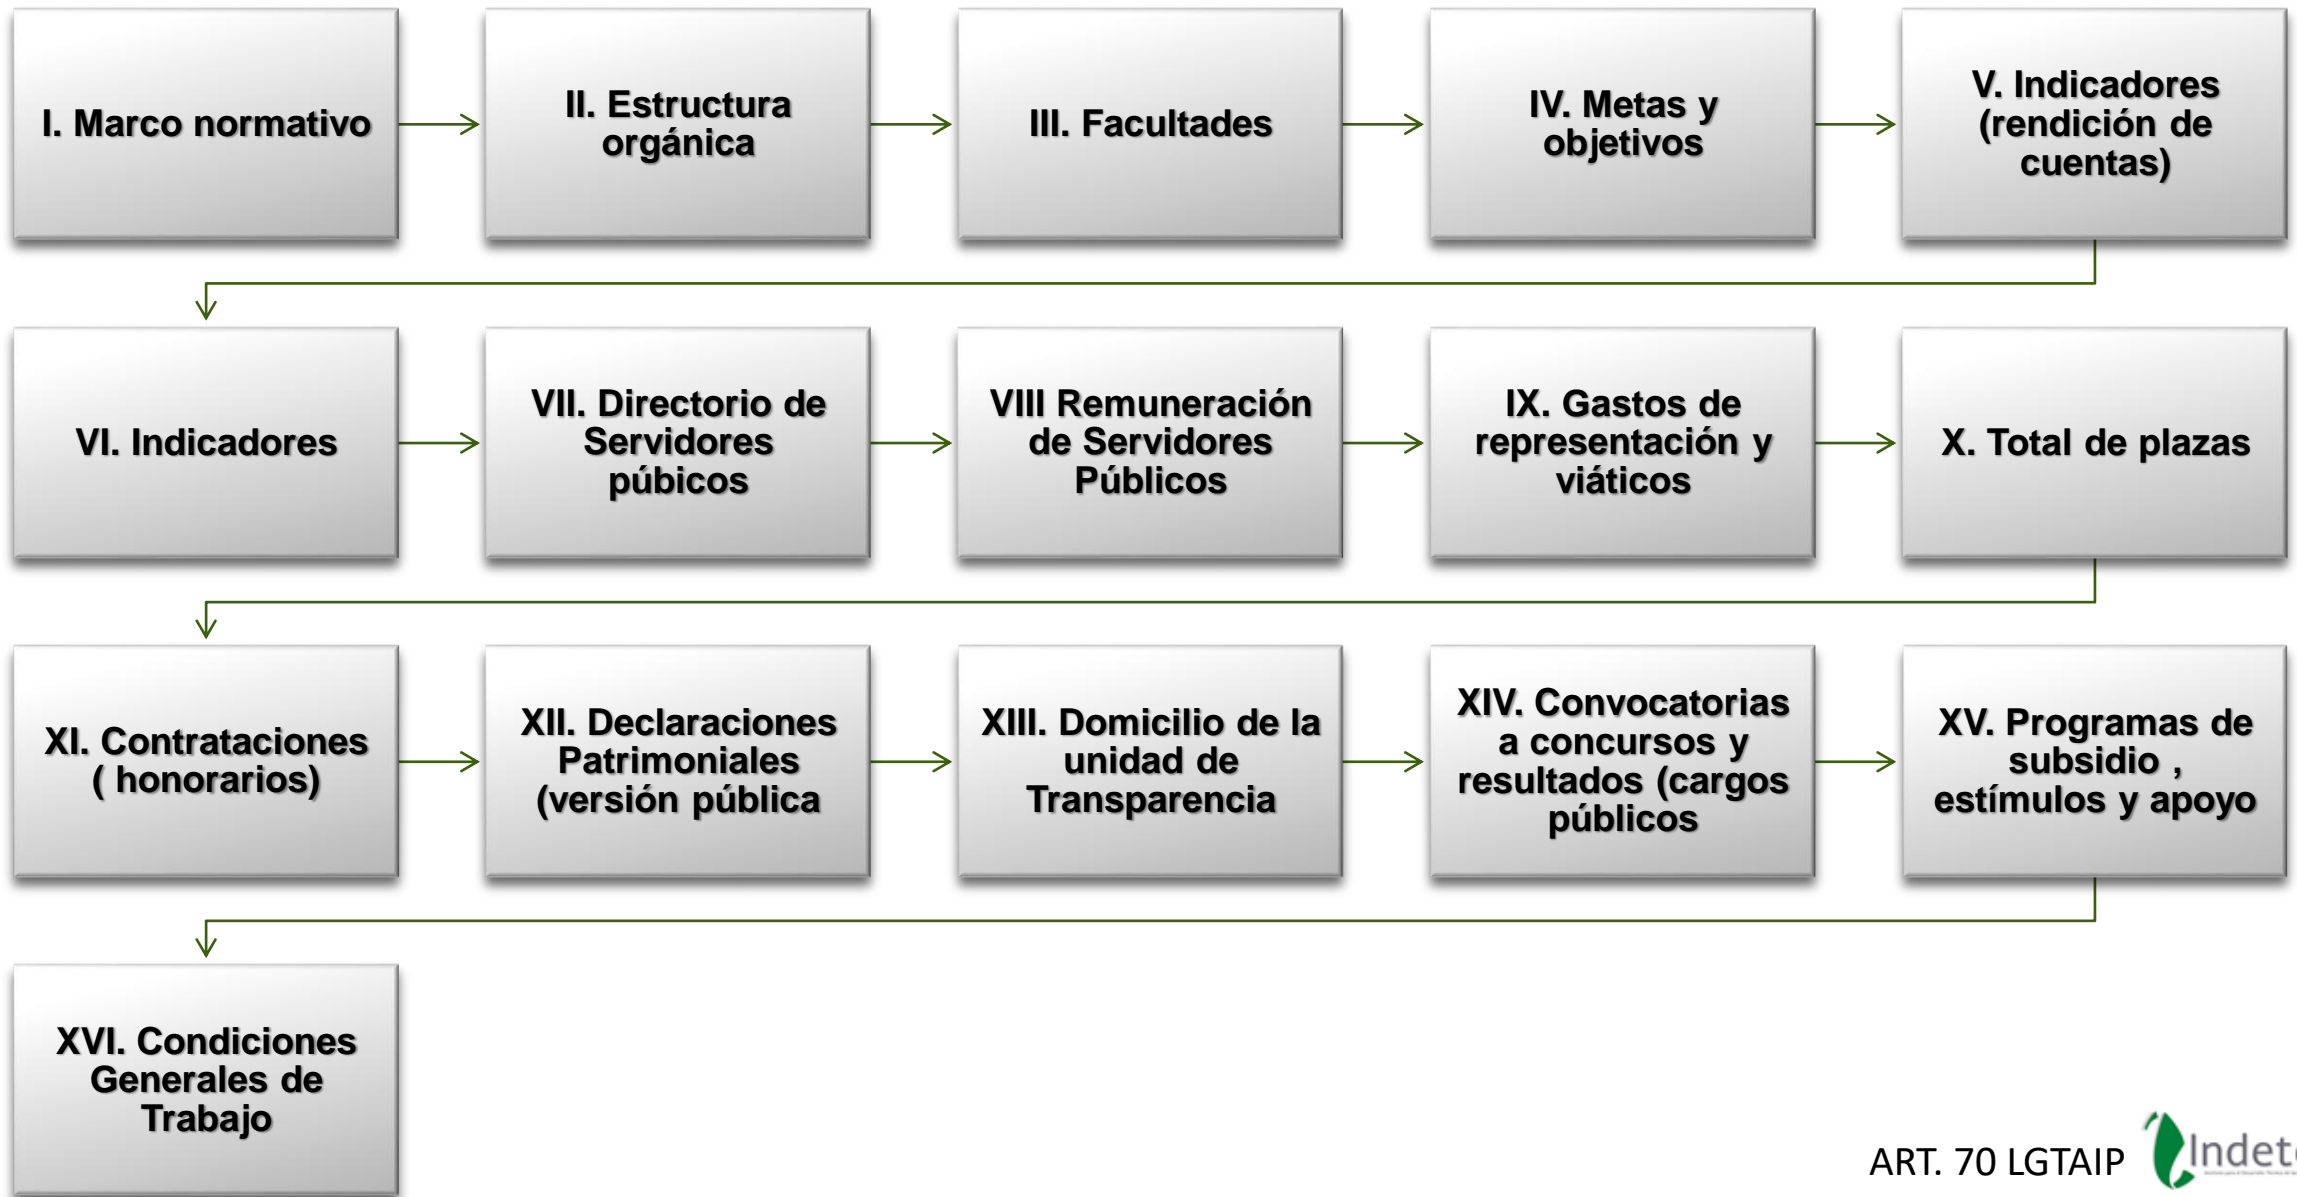 I. Marco normativo
II. Estructura
orgánica
III. Facultades
IV. Metas y
objetivos
V. Indicadores
(rendición de
cuentas)
VI. Indicadores
VII. Directorio de
Servidores
púbicos
VIII Remuneración
de Servidores
Públicos
IX. Gastos de
representación y
viáticos
X. Total de plazas
XI. Contrataciones
( honorarios)
XII. Declaraciones
Patrimoniales
(versión pública
XIII. Domicilio de la
unidad de
Transparencia
XIV. Convocatorias
a concursos y
resultados (cargos
públicos
XV. Programas de
subsidio ,
estímulos y apoyo
XVI. Condiciones
Generales de
Trabajo
ART. 70 LGTAIP